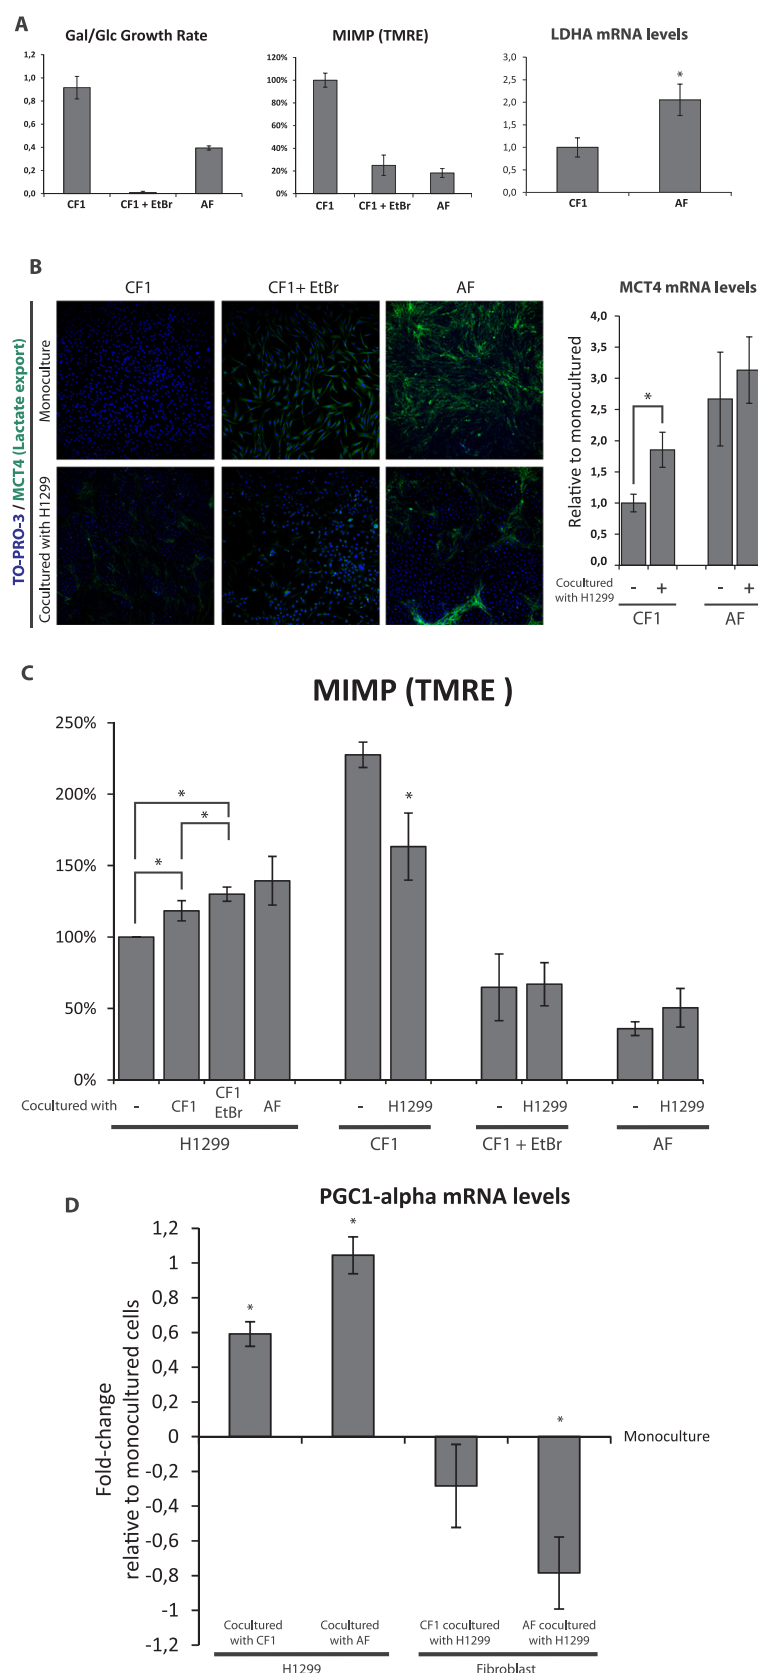 A
Gal/Glc Growth Rate
1,2
1,0
0,8
0,6
0,4
0,2
0,0
CF1
CF1 + EtBr
AF
MIMP (TMRE)
120%
100%
80%
60%
40%
20%
0%
CF1
CF1 + EtBr
AF
LDHA mRNA levels
3,0
2,5
2,0
1,5
1,0
0,5
0,0
*
CF1
AF
B
CF1
CF1+ EtBr
AF
TO-PRO-3 / MCT4 (Lactate export)
Monoculture
Cocultured with H1299
MCT4 mRNA levels
Relative to monocultured
4,0
3,5
3,0
2,5
2,0
1,5
1,0
0,5
0,0
*
Cocultured
with H1299
- + - +
CF1
AF
C
MIMP (TMRE )
250%
200%
150%
100%
50%
0%
*
*
*
*
Cocultured with
-
CF1
CF1
EtBr
AF
- H1299
- H1299
- H1299
H1299
CF1
CF1 + EtBr
AF
D
PGC1-alpha mRNA levels
Fold-change
relative to monocultured cells
1,2
1
0,8
0,6
0,4
0,2
0
-0,2
-0,4
-0,6
-0,8
-1
-1,2
*
*
*
Monoculture
Cocultured
with CF1
Cocultured
with AF
CF1 cocultured
with H1299
AF cocultured
with H1299
H1299
Fibroblast